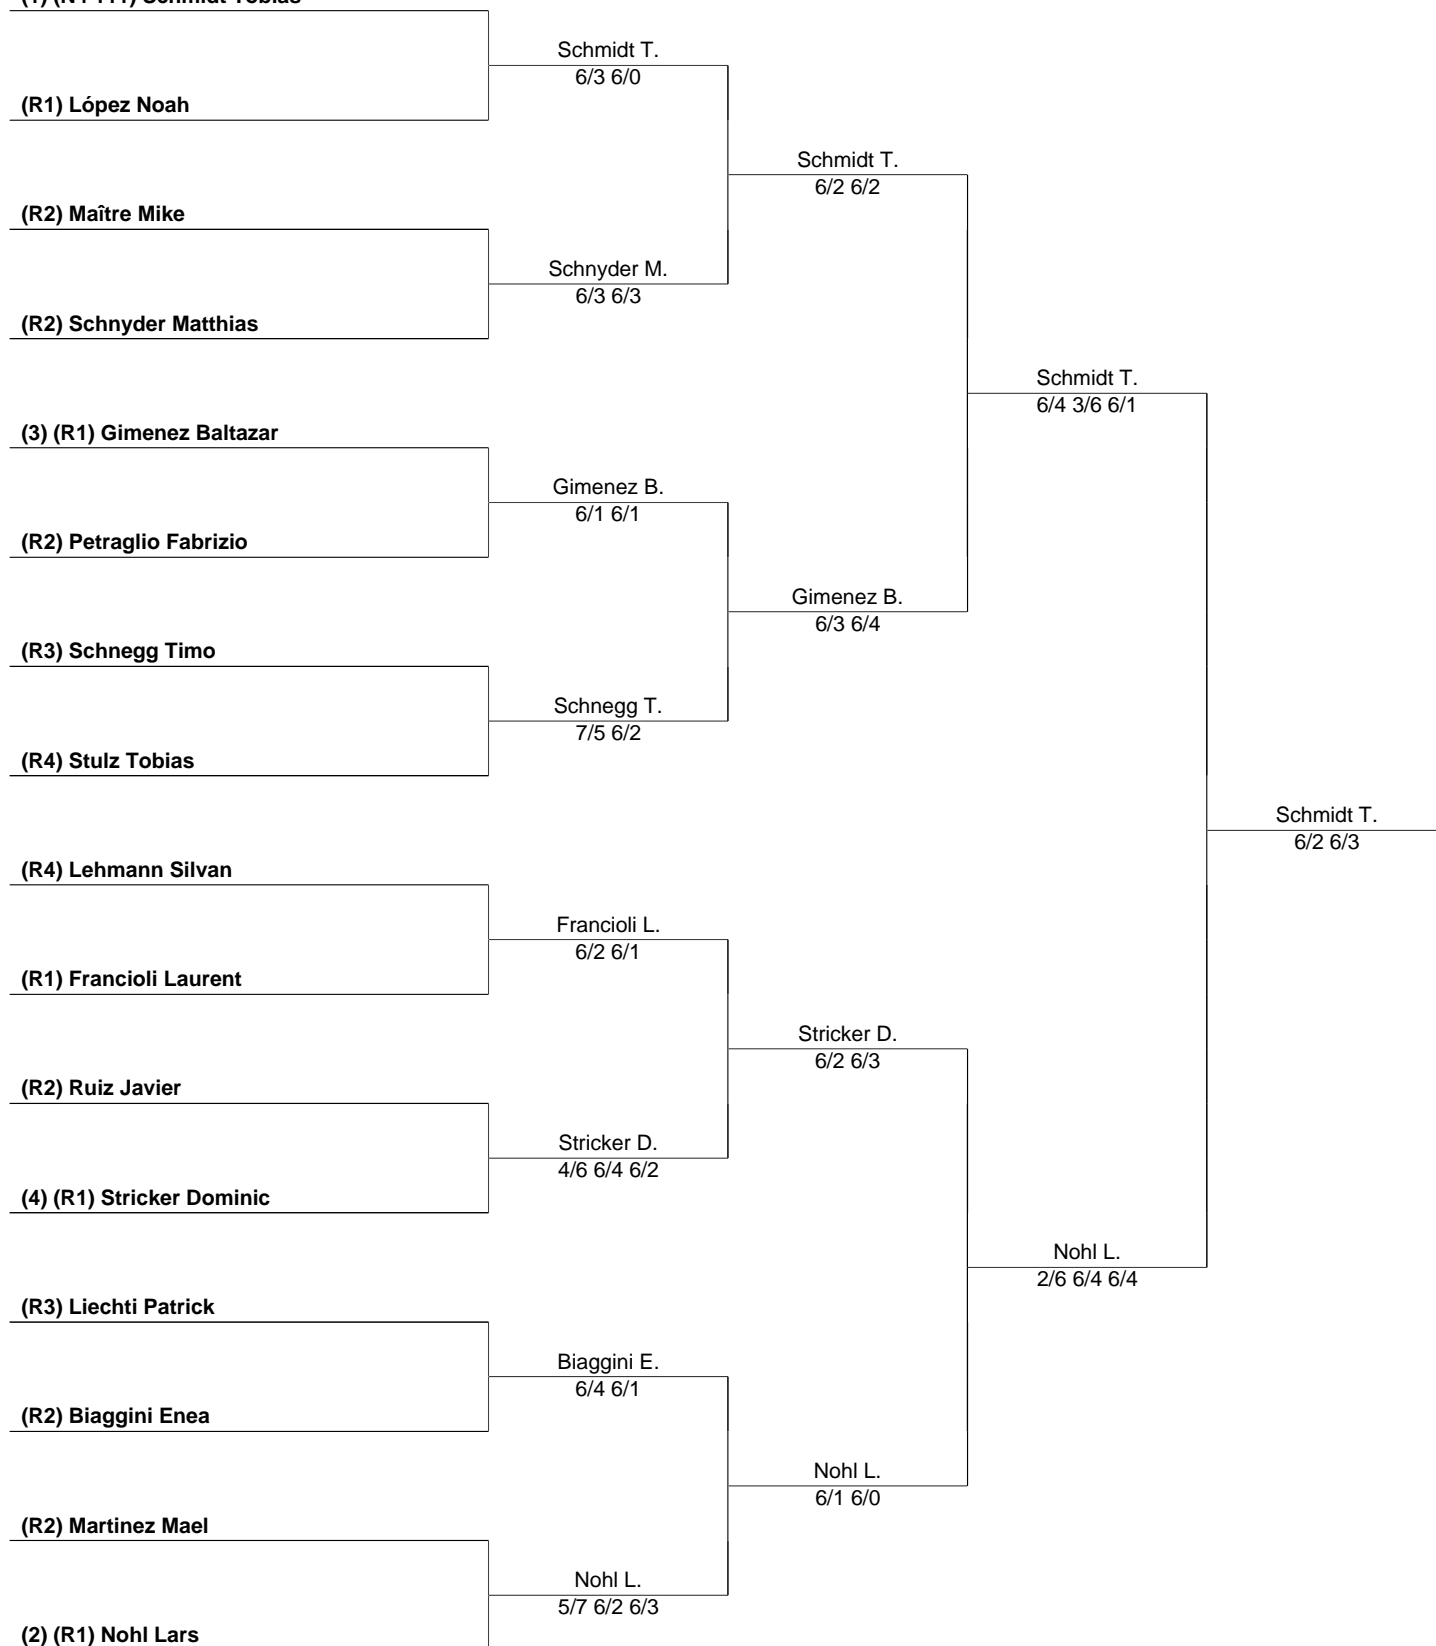 Schmidt Tobias
Schmidt T.
6/3 6/0
(R1) López Noah
Schmidt T.
6/2 6/2
(R2) Maître Mike
Schnyder M.
6/3 6/3
(R2) Schnyder Matthias
Schmidt T.
6/4 3/6 6/1
(3) (R1) Gimenez Baltazar
Gimenez B.
6/1 6/1
(R2) Petraglio Fabrizio
Gimenez B.
6/3 6/4
(R3) Schnegg Timo
Schnegg T.
7/5 6/2
(R4) Stulz Tobias
Schmidt T.
6/2 6/3
(R4) Lehmann Silvan
Francioli L.
6/2 6/1
(R1) Francioli Laurent
Stricker D.
6/2 6/3
(R2) Ruiz Javier
Stricker D.
4/6 6/4 6/2
(4) (R1) Stricker Dominic
Nohl L.
2/6 6/4 6/4
(R3) Liechti Patrick
Biaggini E.
6/4 6/1
(R2) Biaggini Enea
Nohl L.
6/1 6/0
(R2) Martinez Mael
Nohl L.
5/7 6/2 6/3
(2) (R1) Nohl Lars